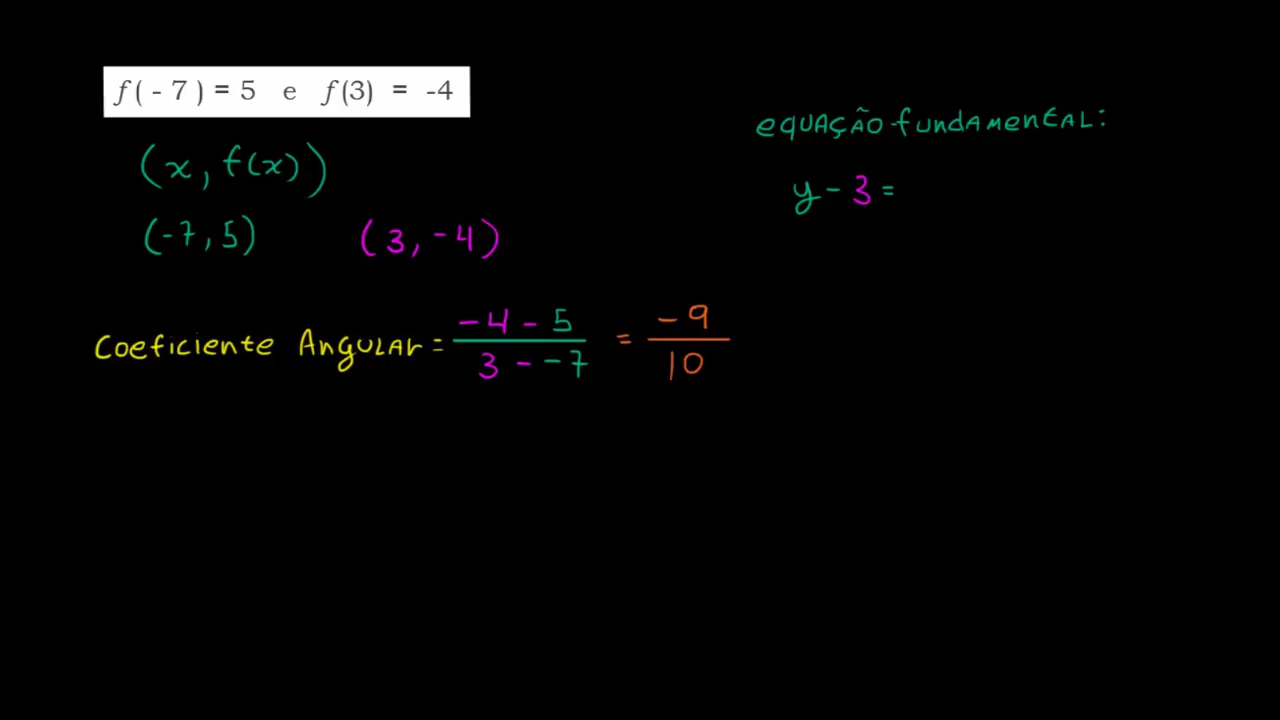 f(-7) = 5 e f(3) = -4
equação fundamental:
(x, f(x))
y - 3 =
(-7, 5) (3, -4)
Coeficiente Angular = -4 - 5 / 3 - -7 = -9 / 10